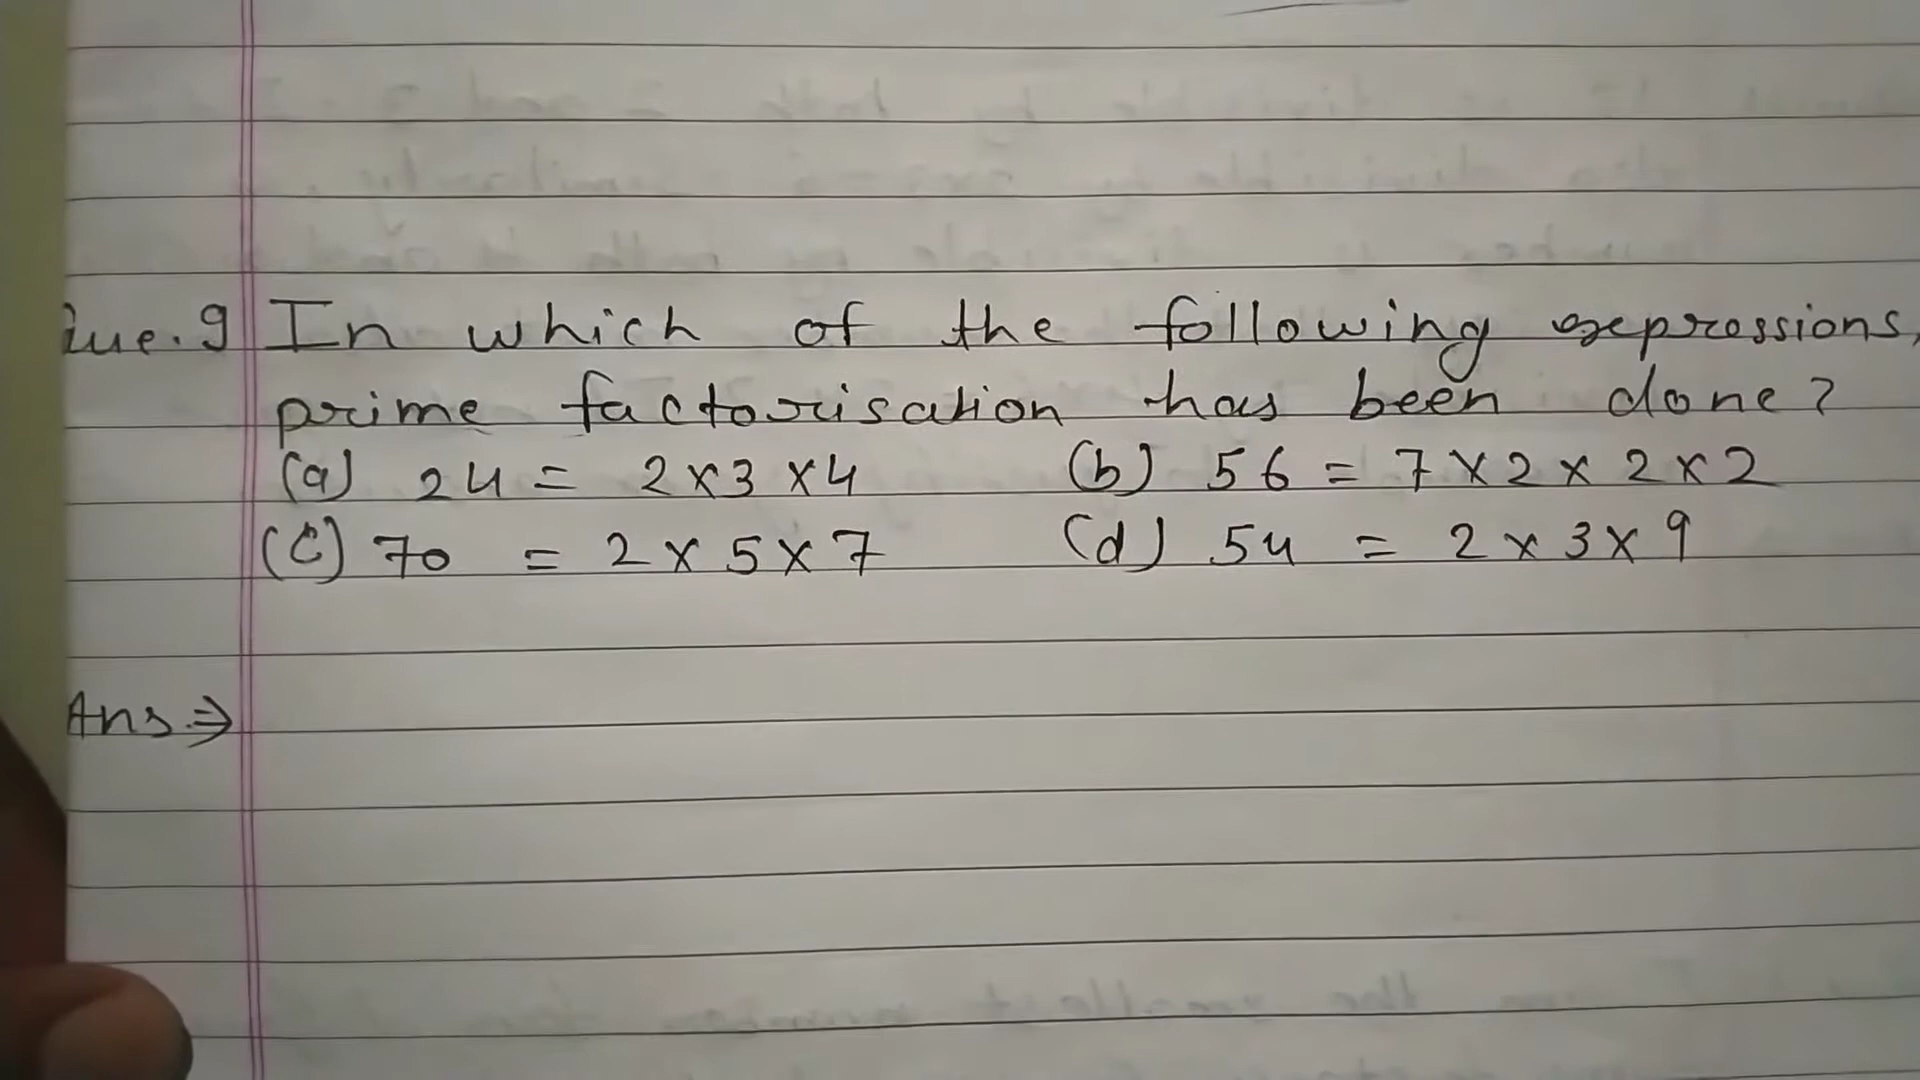 Que.9 In which of the following expressions,
prime factorisation has been done?
(a) 24 = 2×3×4 (b) 56 = 7×2×2×2
(c) 70 = 2×5×7 (d) 54 = 2×3×9
Ans.⇒